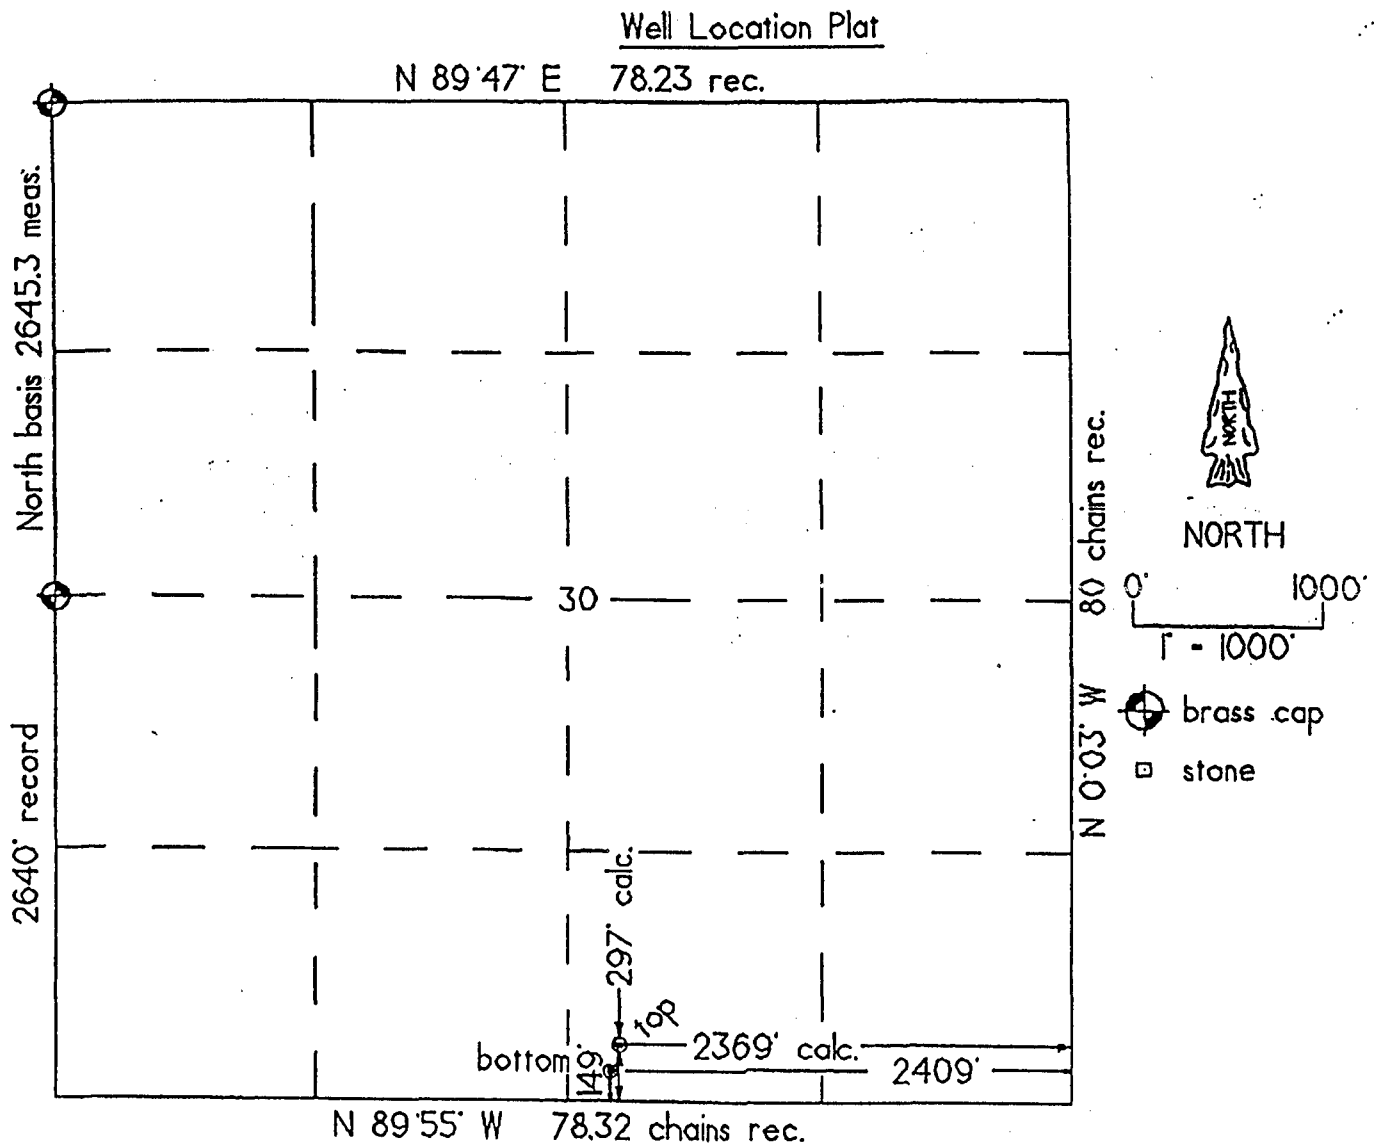 Well Location Plat
N 89°47' E 78.23 rec.
North basis 2645.3 meas.
2640' record
30
80 chains rec.
N 0°03' W
NORTH
NORTH
0' 1000'
1" - 1000'
brass cap
stone
297' calc.
top
2369' calc.
bottom
149'
2409'
N 89°55' W 78.32 chains rec.